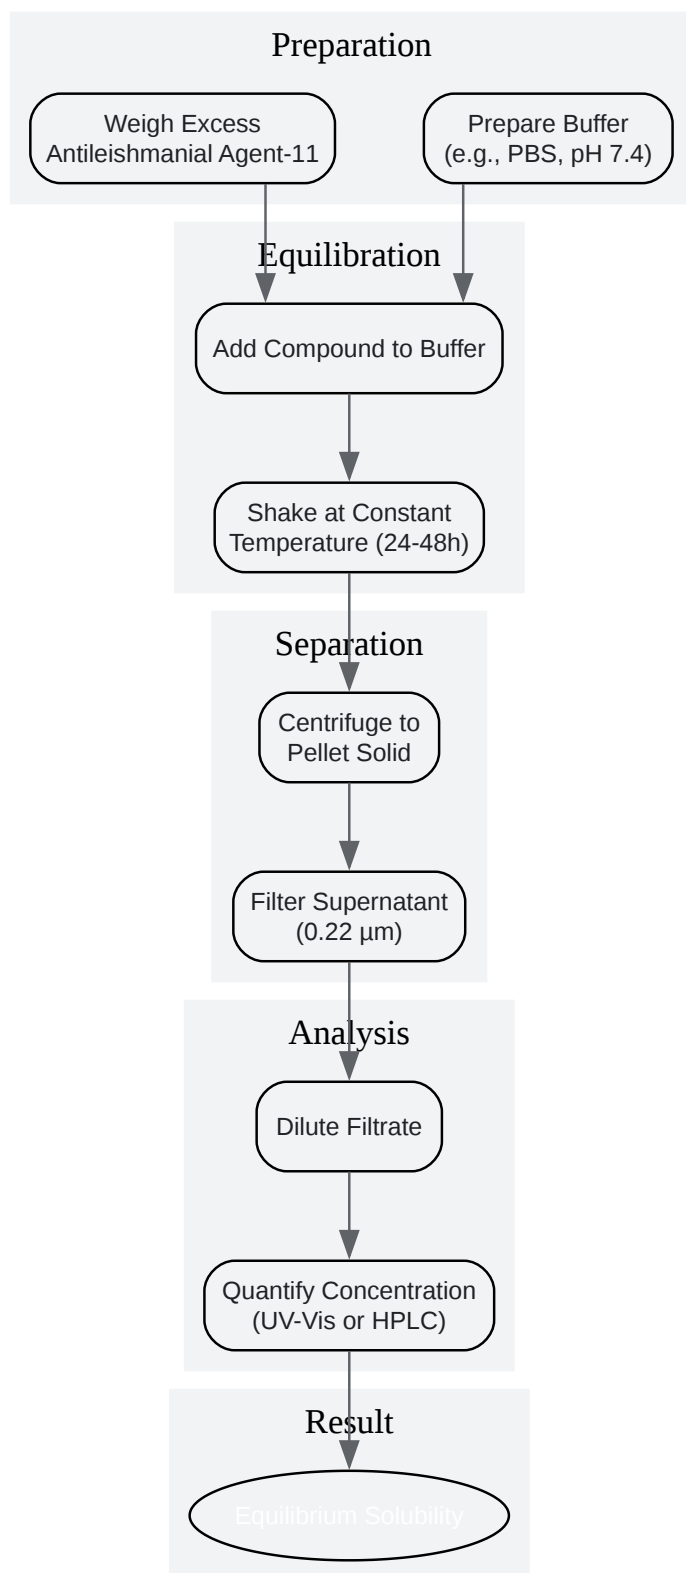 Preparation
Weigh Excess
Antileishmanial Agent-11
Prepare Buffer
(e.g., PBS, pH 7.4)
Equilibration
Add Compound to Buffer
Shake at Constant
Temperature (24-48h)
Separation
Centrifuge to
Pellet Solid
Filter Supernatant
(0.22 µm)
Analysis
Dilute Filtrate
Quantify Concentration
(UV-Vis or HPLC)
Result
Equilibrium Solubility